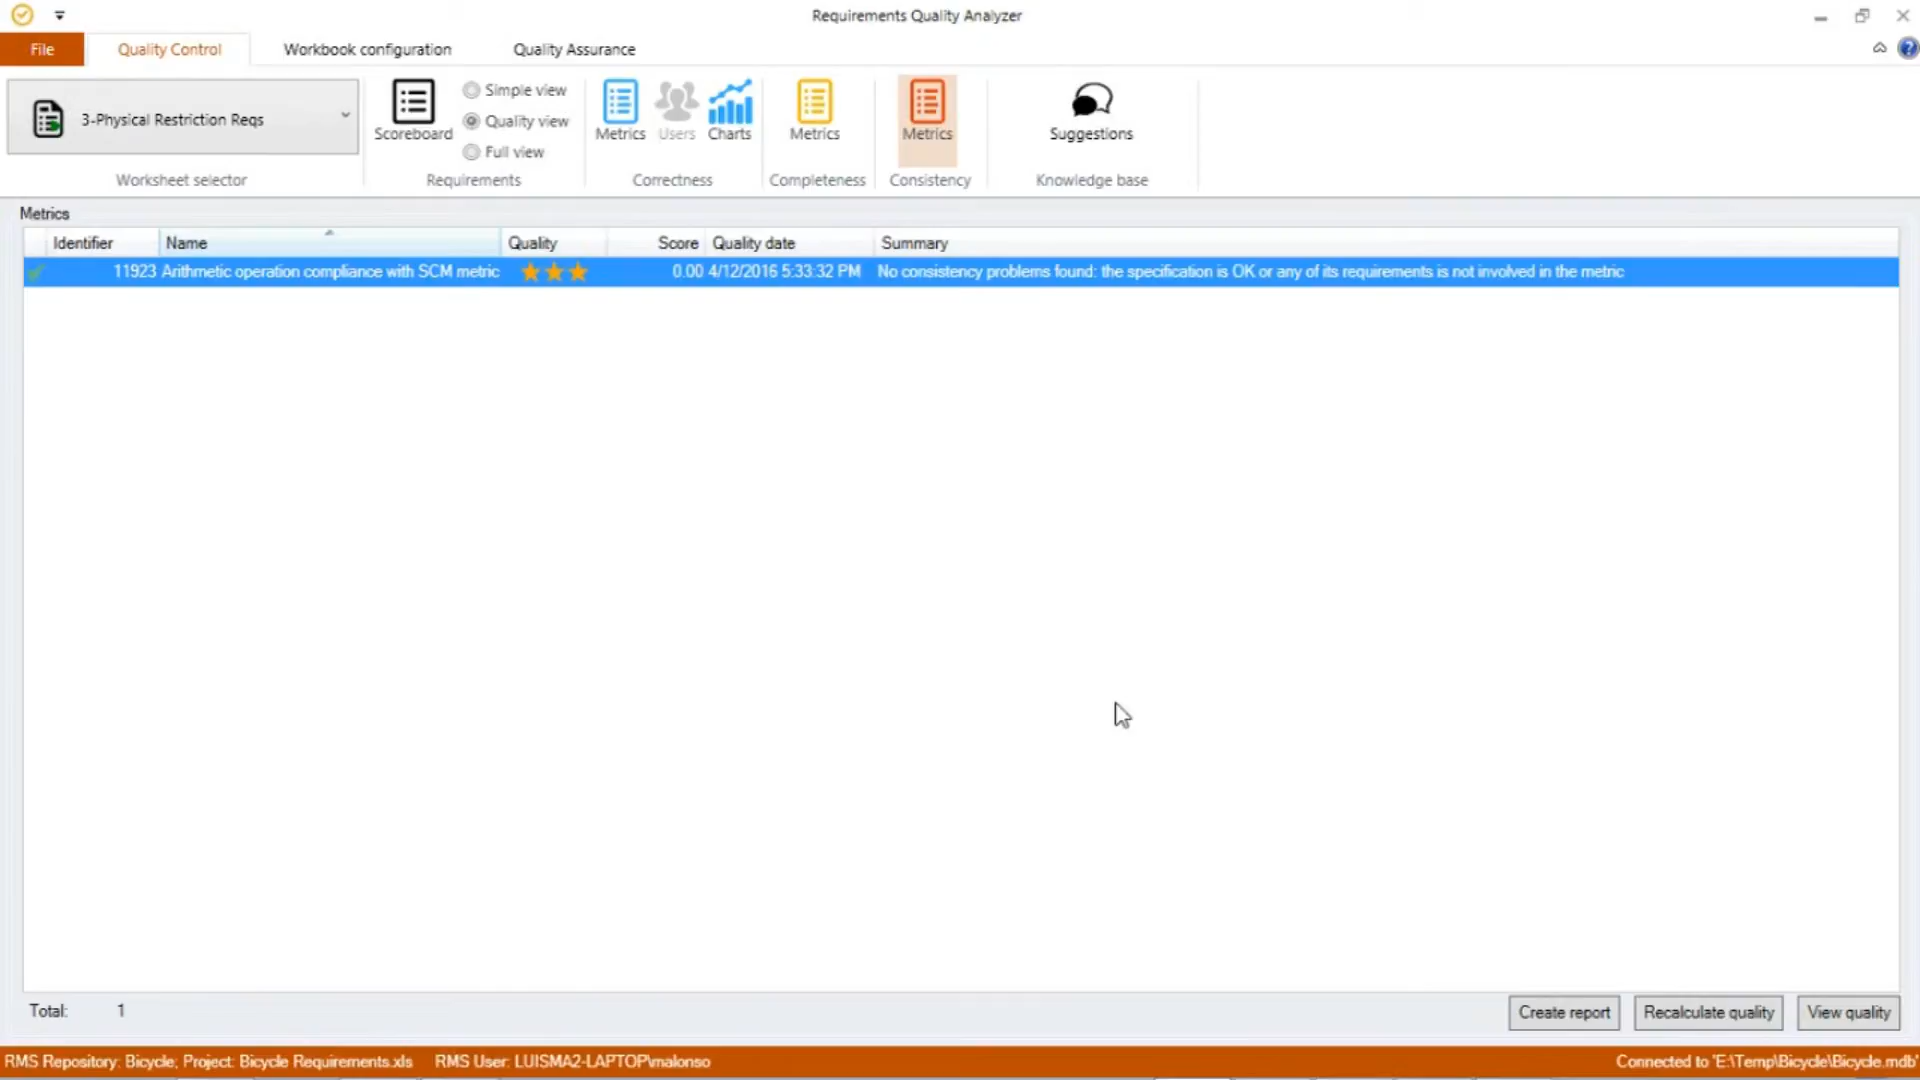 Requirements Quality Analyzer
File Quality Control Workbook configuration Quality Assurance
3-Physical Restriction Reqs
Scoreboard
Simple view
Quality view
Full view
Metrics Users Charts Metrics Metrics Suggestions
Worksheet selector Requirements Correctness Completeness Consistency Knowledge base
Metrics
Identifier Name Quality Score Quality date Summary
11923 Arithmetic operation compliance with SCM metric 0.00 4/12/2016 5:33:32 PM No consistency problems found: the specification is OK or any of its requirements is not involved in the metric
Total: 1 Create report Recalculate quality View quality
RMS Repository: Bicycle; Project: Bicycle Requirements.xls RMS User: LUISMA2-LAPTOP\malonso Connected to 'E:\Temp\Bicycle\Bicycle.mdb'